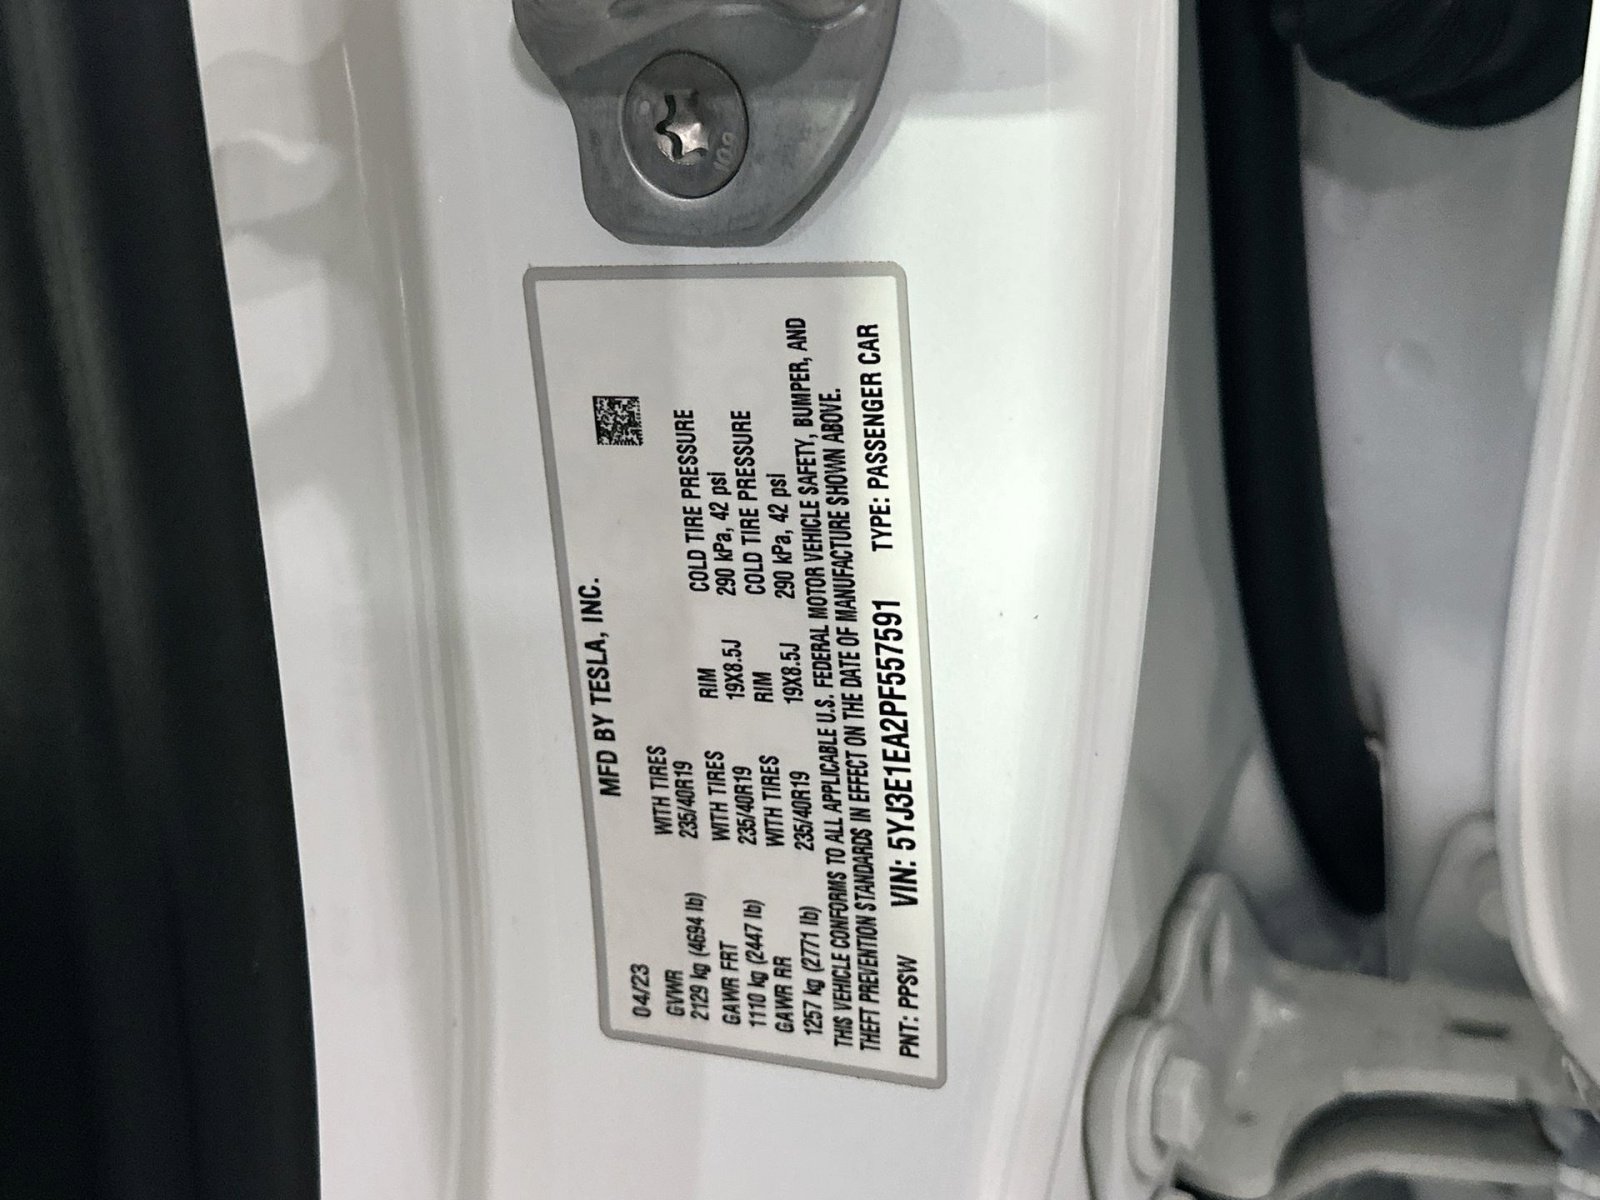 MFD BY TESLA, INC.
04/23
GVWR WITH TIRES
2129 kg (4694 lb) 235/40R19
GAWR FRT WITH TIRES RIM COLD TIRE PRESSURE
1110 kg (2447 lb) 235/40R19 19X8.5J 290 kPa, 42 psi
GAWR RR WITH TIRES RIM COLD TIRE PRESSURE
1257 kg (2771 lb) 235/40R19 19X8.5J 290 kPa, 42 psi
THIS VEHICLE CONFORMS TO ALL APPLICABLE U.S. FEDERAL MOTOR VEHICLE SAFETY, BUMPER, AND
THEFT PREVENTION STANDARDS IN EFFECT ON THE DATE OF MANUFACTURE SHOWN ABOVE.
PNT: PPSW VIN: 5YJ3E1EA2PF557591 TYPE: PASSENGER CAR